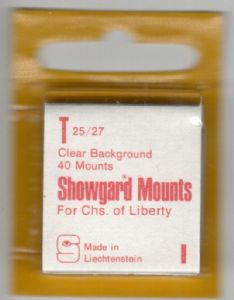 T 25/27
Clear Background
40 Mounts
Showgard® Mounts
For Chs. of Liberty
Made in
Liechtenstein